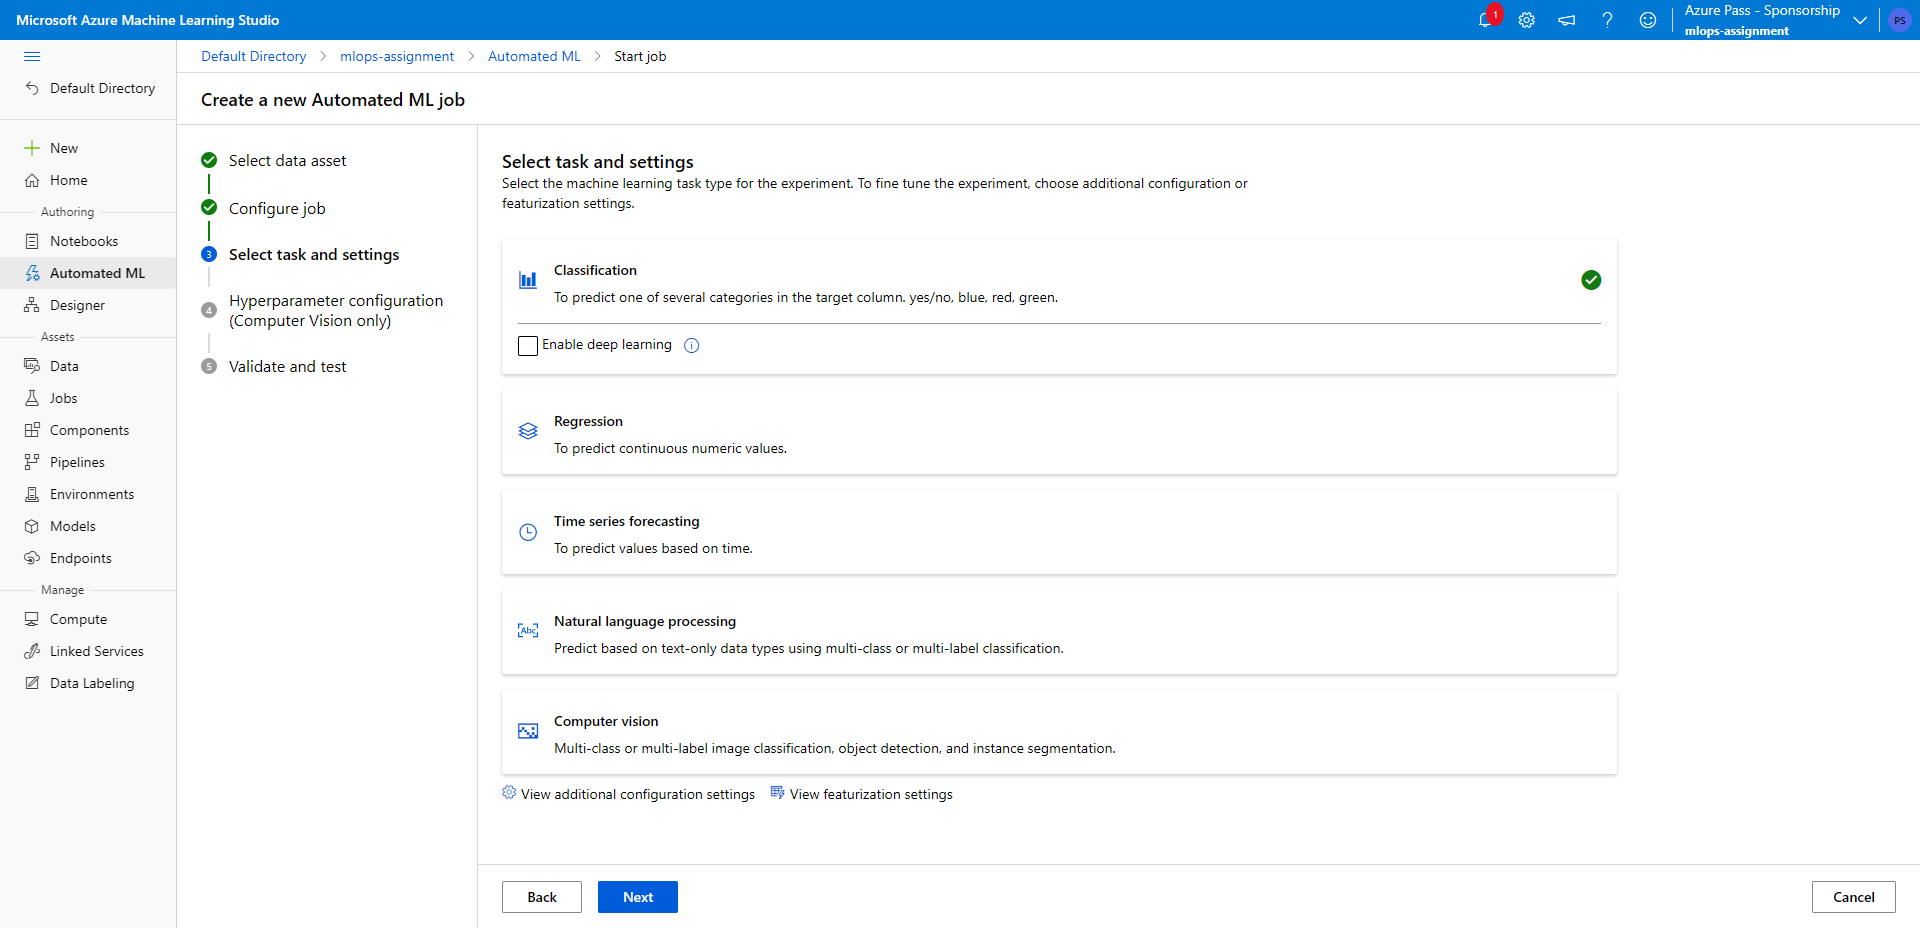 Microsoft Azure Machine Learning Studio
1
Azure Pass - Sponsorship
mlops-assignment
PS
Default Directory
New
Home
Authoring
Notebooks
Automated ML
Designer
Assets
Data
Jobs
Components
Pipelines
Environments
Models
Endpoints
Manage
Compute
Linked Services
Data Labeling
Default Directory > mlops-assignment > Automated ML > Start job
Create a new Automated ML job
Select data asset
Configure job
3 Select task and settings
4 Hyperparameter configuration
(Computer Vision only)
5 Validate and test
Select task and settings
Select the machine learning task type for the experiment. To fine tune the experiment, choose additional configuration or
featurization settings.
Classification
To predict one of several categories in the target column. yes/no, blue, red, green.
Enable deep learning
Regression
To predict continuous numeric values.
Time series forecasting
To predict values based on time.
Abc
Natural language processing
Predict based on text-only data types using multi-class or multi-label classification.
Computer vision
Multi-class or multi-label image classification, object detection, and instance segmentation.
View additional configuration settings View featurization settings
Back Next Cancel